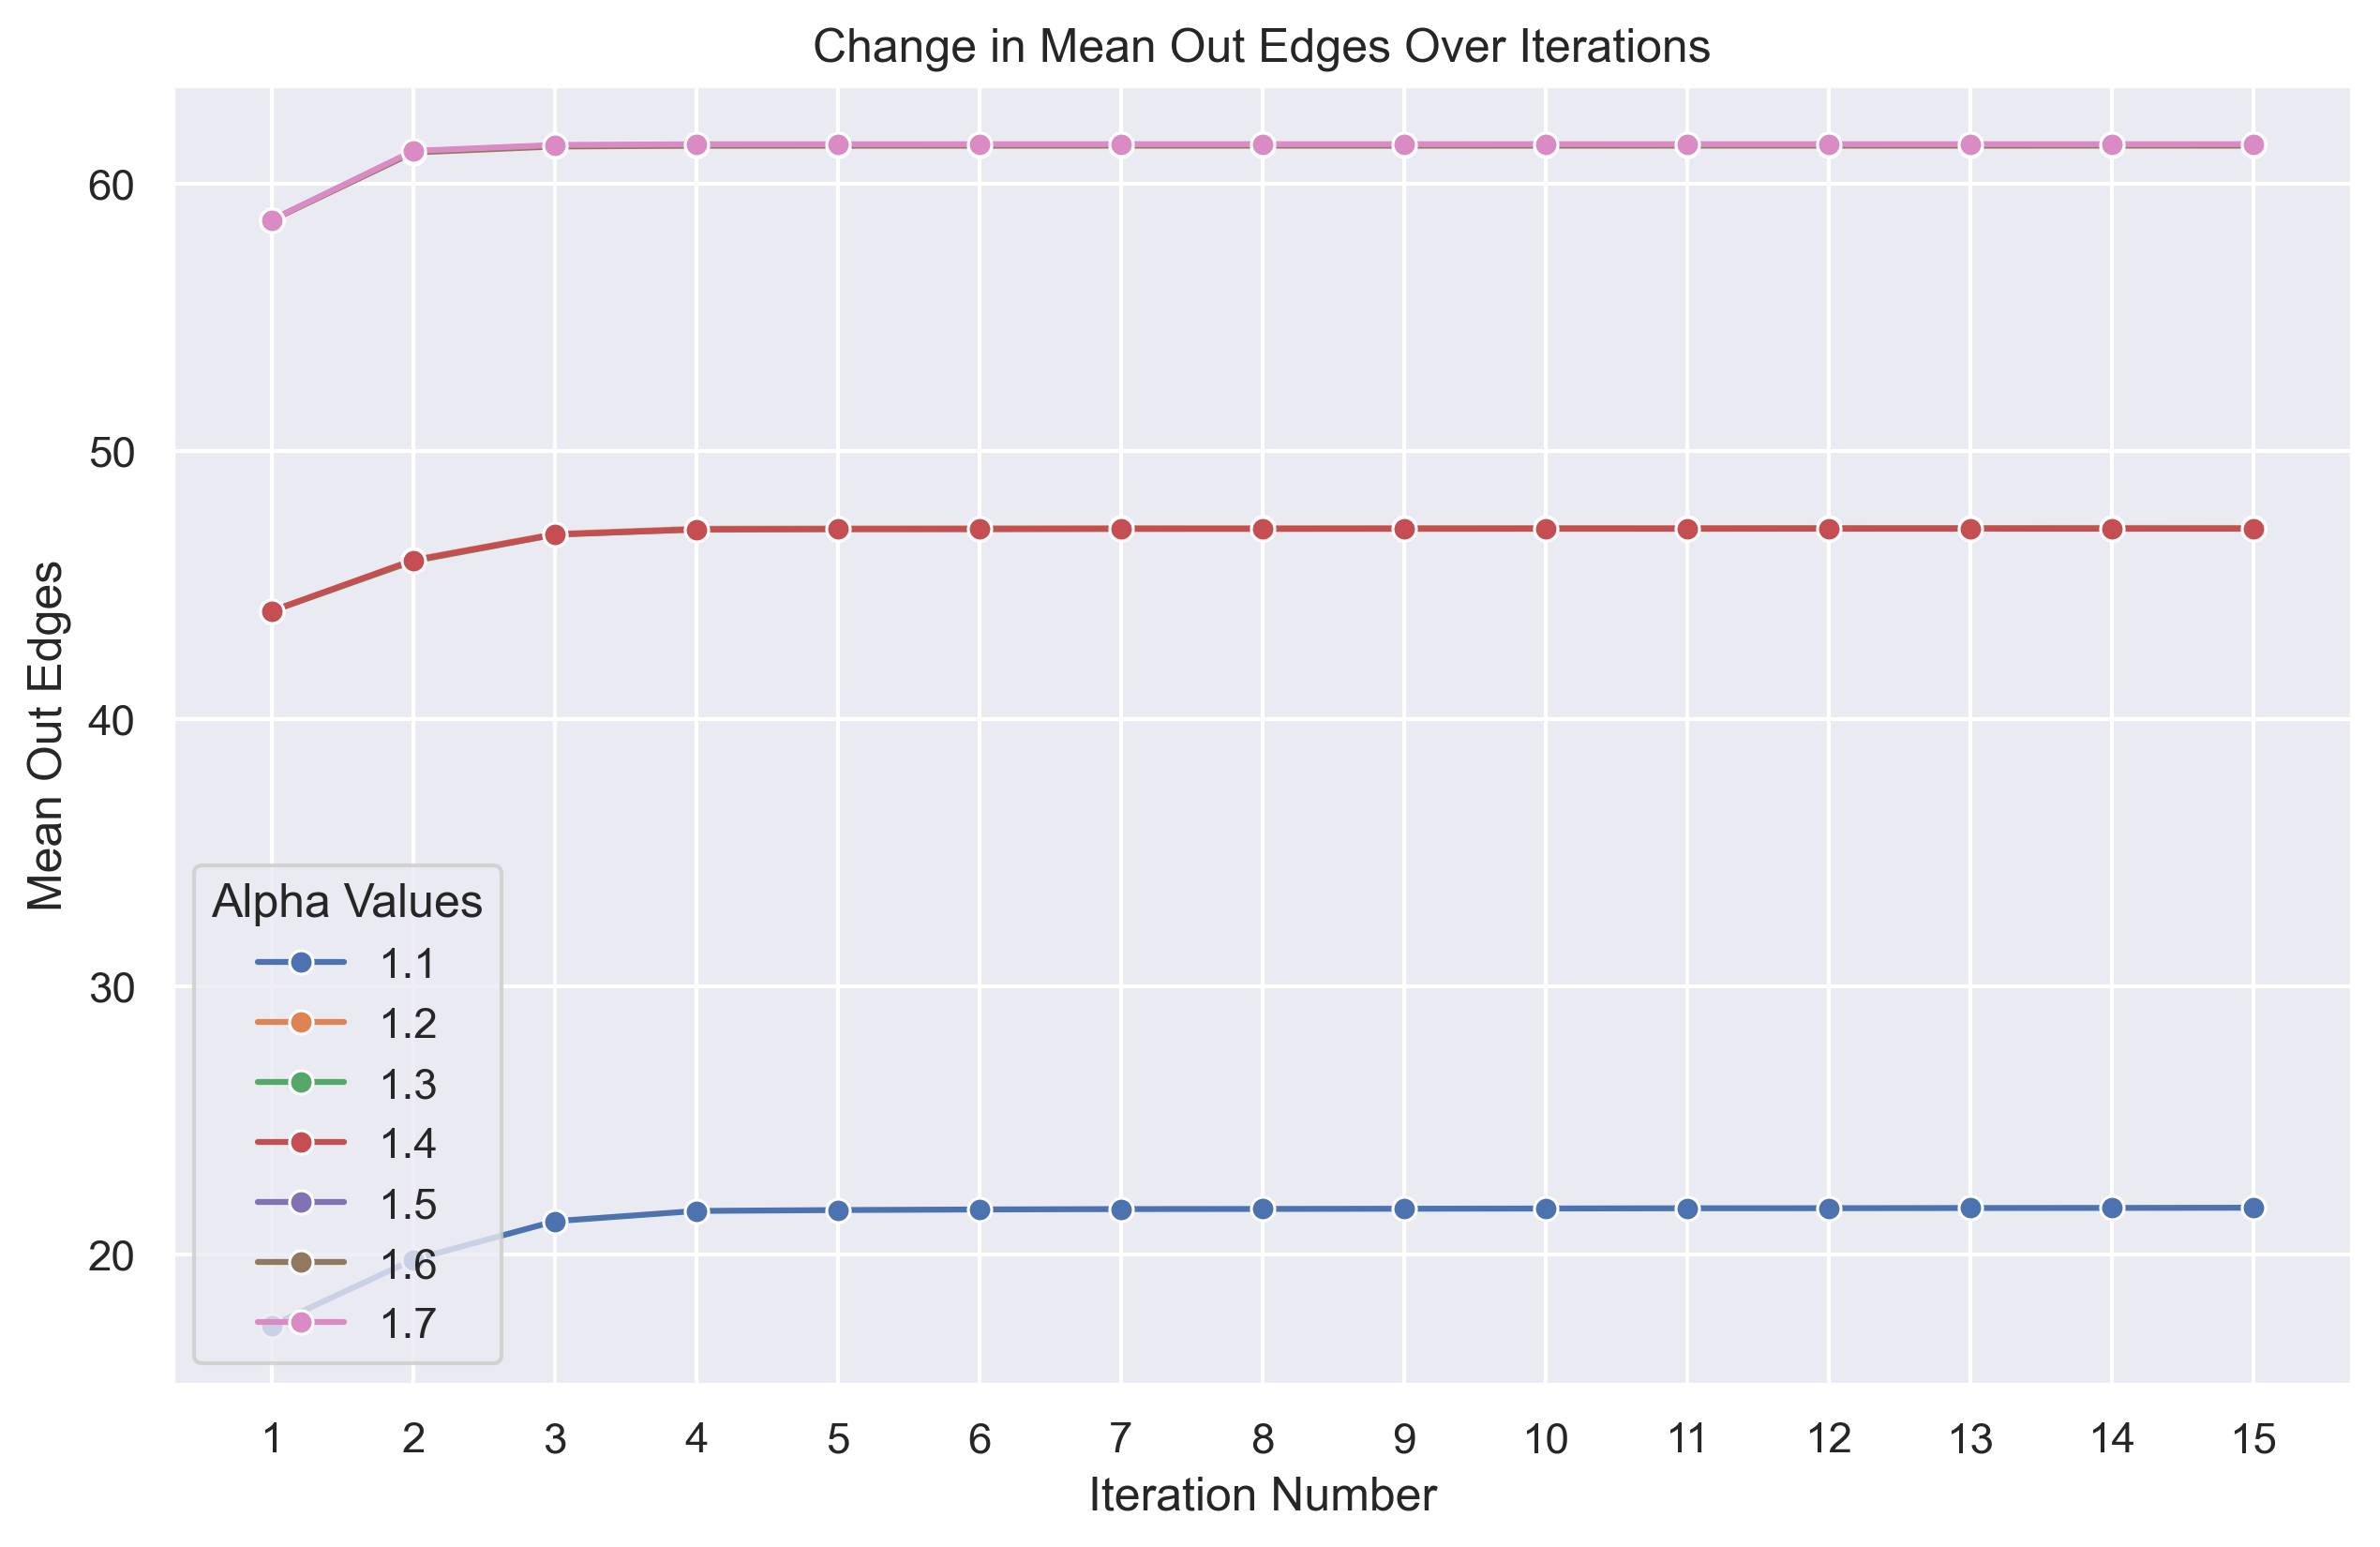 Change in Mean Out Edges Over Iterations
Mean Out Edges
60
50
40
30
20
Alpha Values
1.1
1.2
1.3
1.4
1.5
1.6
1.7
1 2 3 4 5 6 7 8 9 10 11 12 13 14 15
Iteration Number